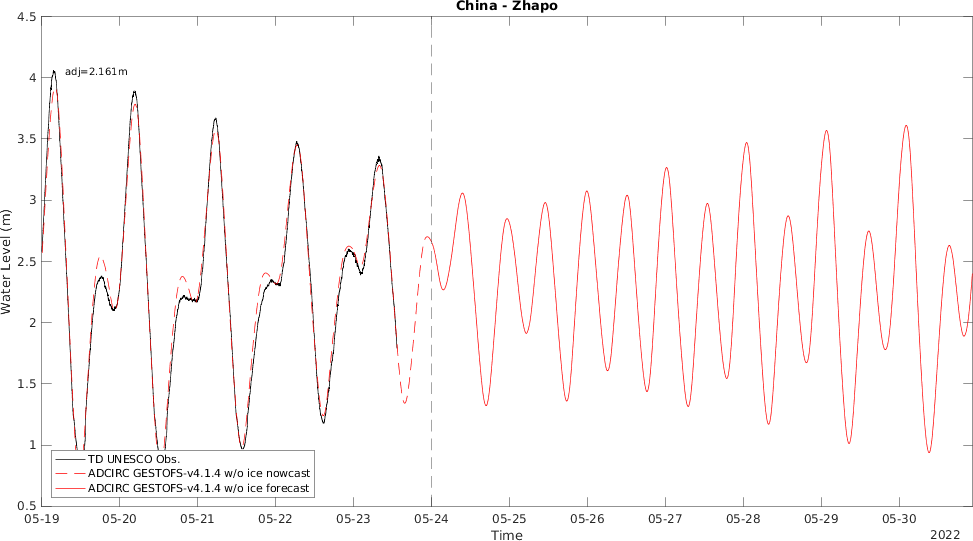 China - Zhapo
adj=2.161m
4.5
4
3.5
3
2.5
2
1.5
1
0.5
Water Level (m)
TD UNESCO Obs.
ADCIRC GESTOFS-v4.1.4 w/o ice nowcast
ADCIRC GESTOFS-v4.1.4 w/o ice forecast
05-19 05-20 05-21 05-22 05-23 05-24 05-25 05-26 05-27 05-28 05-29 05-30
Time
2022